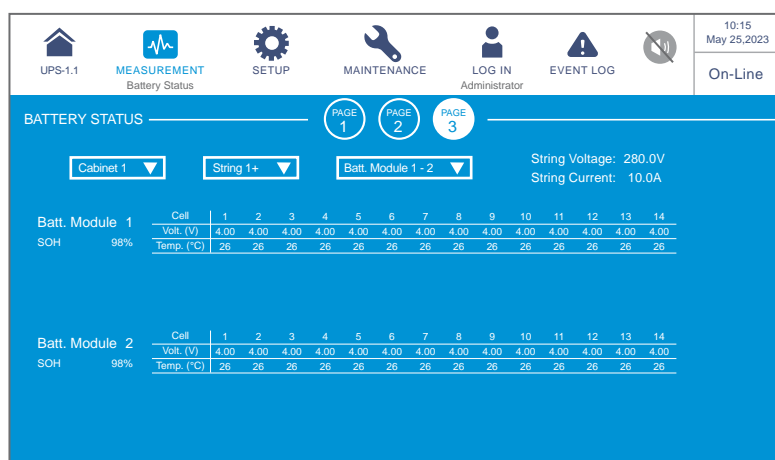 10:15
May 25,2023
UPS-1.1 MEASUREMENT SETUP MAINTENANCE LOG IN EVENT LOG
Battery Status Administrator
On-Line
BATTERY STATUS PAGE 1 PAGE 2 PAGE 3
Cabinet 1 String 1+ Batt. Module 1 - 2
String Voltage: 280.0V
String Current: 10.0A
Batt. Module 1
SOH 98%
Cell 1 2 3 4 5 6 7 8 9 10 11 12 13 14
Volt. (V) 4.00 4.00 4.00 4.00 4.00 4.00 4.00 4.00 4.00 4.00 4.00 4.00 4.00 4.00
Temp. (°C) 26 26 26 26 26 26 26 26 26 26 26 26 26 26
Batt. Module 2
SOH 98%
Cell 1 2 3 4 5 6 7 8 9 10 11 12 13 14
Volt. (V) 4.00 4.00 4.00 4.00 4.00 4.00 4.00 4.00 4.00 4.00 4.00 4.00 4.00 4.00
Temp. (°C) 26 26 26 26 26 26 26 26 26 26 26 26 26 26